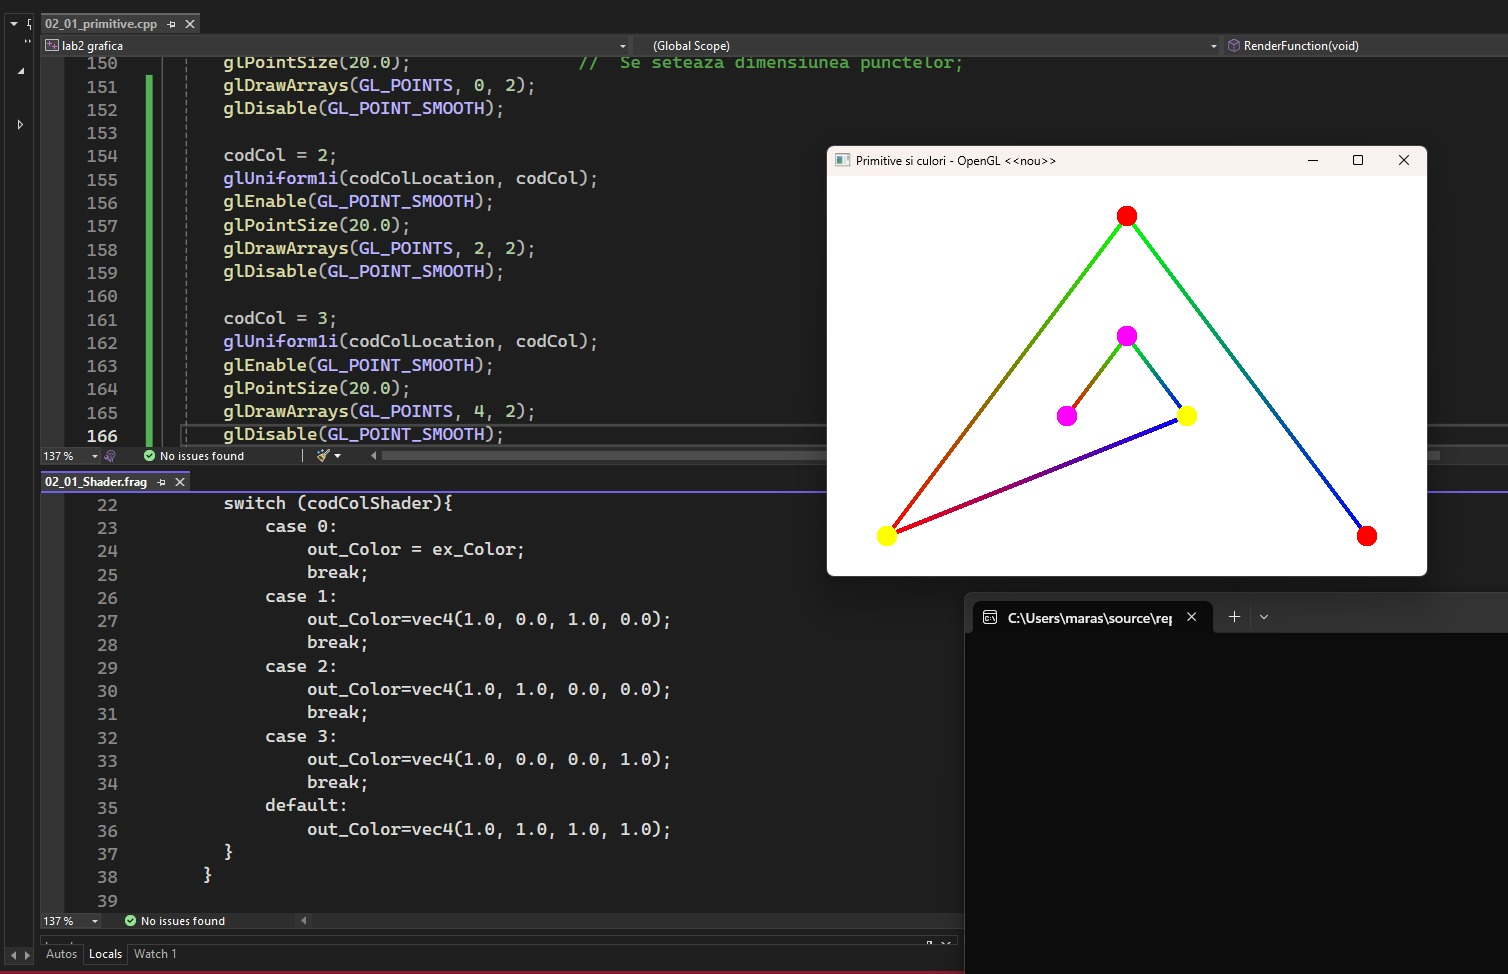 02_01_primitive.cpp
lab2 grafica
(Global Scope)
RenderFunction(void)
150 glPointSize(20.0); // Se seteaza dimensiunea punctelor;
151 glDrawArrays(GL_POINTS, 0, 2);
152 glDisable(GL_POINT_SMOOTH);
153
154 codCol = 2;
155 glUniform1i(codColLocation, codCol);
156 glEnable(GL_POINT_SMOOTH);
157 glPointSize(20.0);
158 glDrawArrays(GL_POINTS, 2, 2);
159 glDisable(GL_POINT_SMOOTH);
160
161 codCol = 3;
162 glUniform1i(codColLocation, codCol);
163 glEnable(GL_POINT_SMOOTH);
164 glPointSize(20.0);
165 glDrawArrays(GL_POINTS, 4, 2);
166 glDisable(GL_POINT_SMOOTH);
137 %
No issues found
Primitive si culori - OpenGL <<nou>>
02_01_Shader.frag
22 switch (codColShader){
23 case 0:
24 out_Color = ex_Color;
25 break;
26 case 1:
27 out_Color=vec4(1.0, 0.0, 1.0, 0.0);
28 break;
29 case 2:
30 out_Color=vec4(1.0, 1.0, 0.0, 0.0);
31 break;
32 case 3:
33 out_Color=vec4(1.0, 0.0, 0.0, 1.0);
34 break;
35 default:
36 out_Color=vec4(1.0, 1.0, 1.0, 1.0);
37 }
38 }
39
137 %
No issues found
Autos
Locals
Watch 1
C:\Users\maras\source\rep